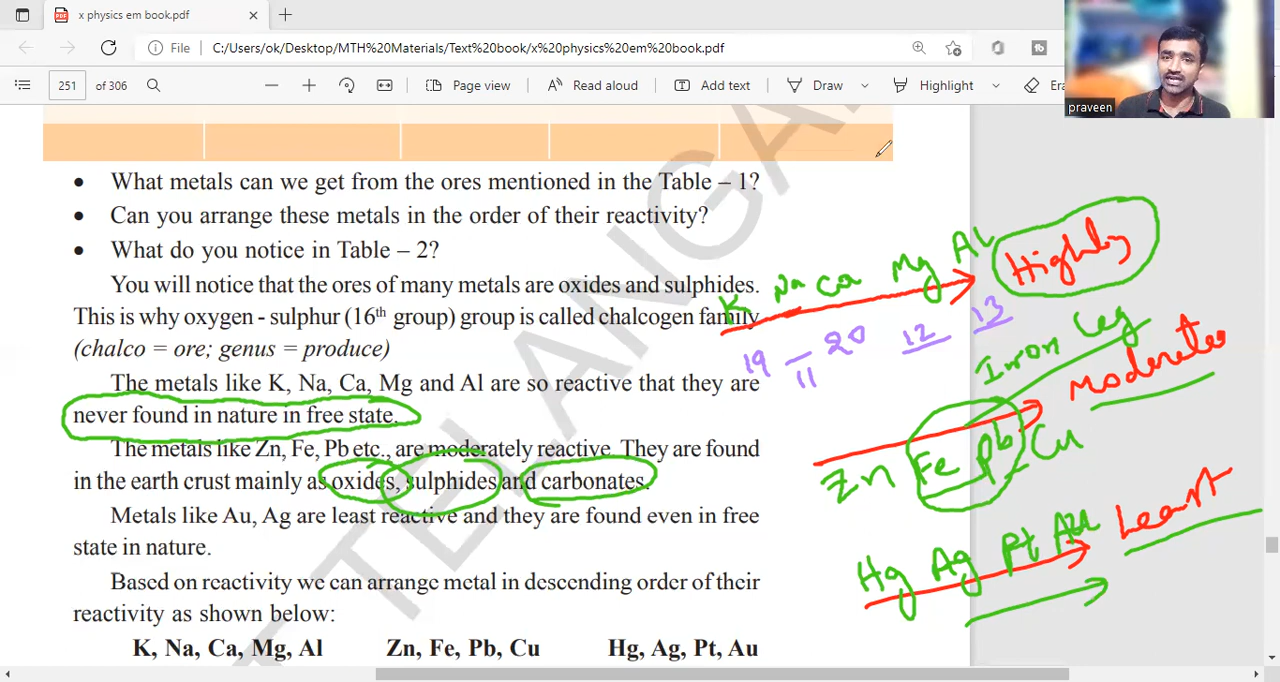 x physics em book.pdf
File
C:/Users/ok/Desktop/MTH%20Materials/Text%20book/x%20physics%20em%20book.pdf
251 of 306
Page view
Read aloud
Add text
Draw
Highlight
Era
praveen
• What metals can we get from the ores mentioned in the Table – 1?
• Can you arrange these metals in the order of their reactivity?
• What do you notice in Table – 2?
You will notice that the ores of many metals are oxides and sulphides.
This is why oxygen - sulphur (16th group) group is called chalcogen family
(chalco = ore; genus = produce)
The metals like K, Na, Ca, Mg and Al are so reactive that they are
never found in nature in free state.
The metals like Zn, Fe, Pb etc., are moderately reactive. They are found
in the earth crust mainly as oxides, sulphides and carbonates.
Metals like Au, Ag are least reactive and they are found even in free
state in nature.
Based on reactivity we can arrange metal in descending order of their
reactivity as shown below:
K, Na, Ca, Mg, Al Zn, Fe, Pb, Cu Hg, Ag, Pt, Au
K Na Ca Mg Al Highly
19 11 20 12 13
Iron
Moderate
Zn Fe Pb Cu
Hg Ag Pt Au Least
TELANGA